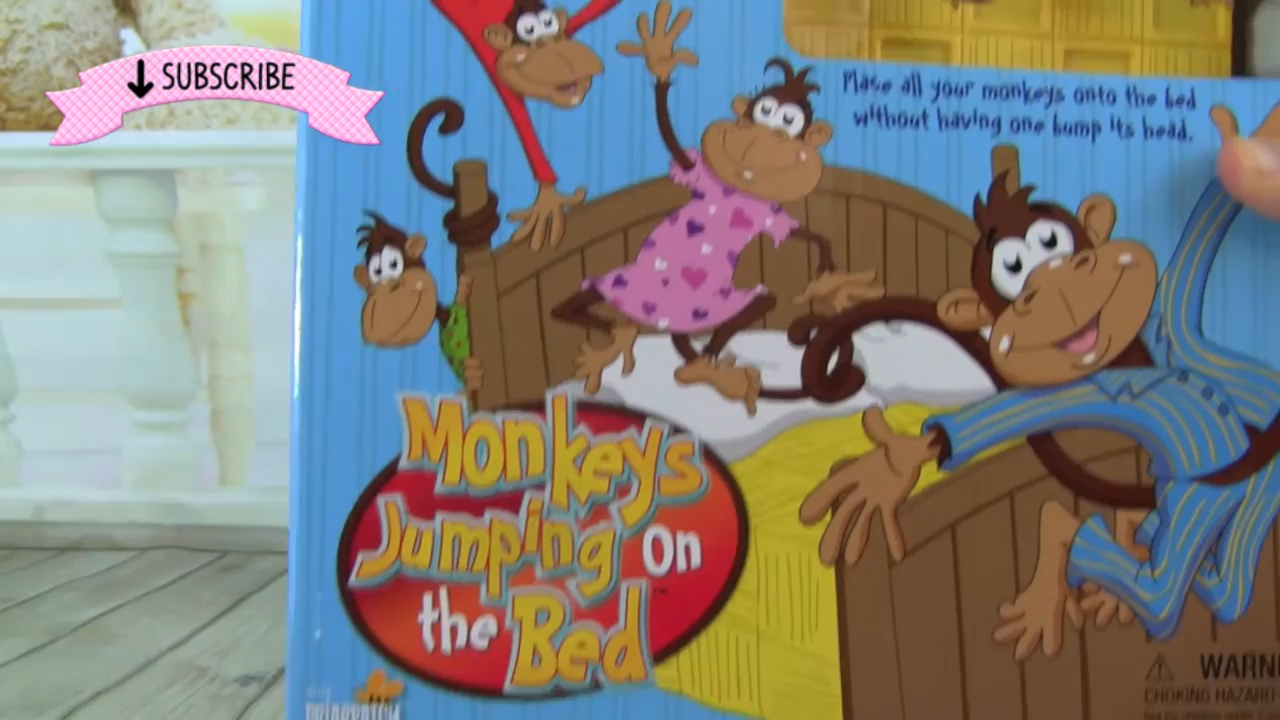 SUBSCRIBE
Place all your monkeys onto the bed
without having one bump its head.
Monkeys
Jumping On
the Bed
CHOKING HAZARD